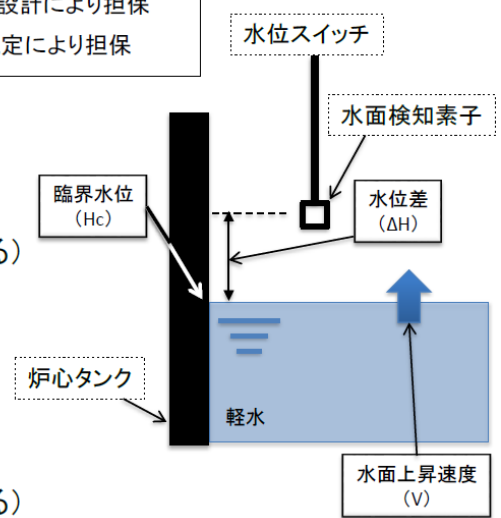 設計により担保
定により担保
水位スイッチ
水面検知素子
臨界水位
(Hc)
水位差
(ΔH)
る)
炉心タンク
軽水
水面上昇速度
(V)
る)